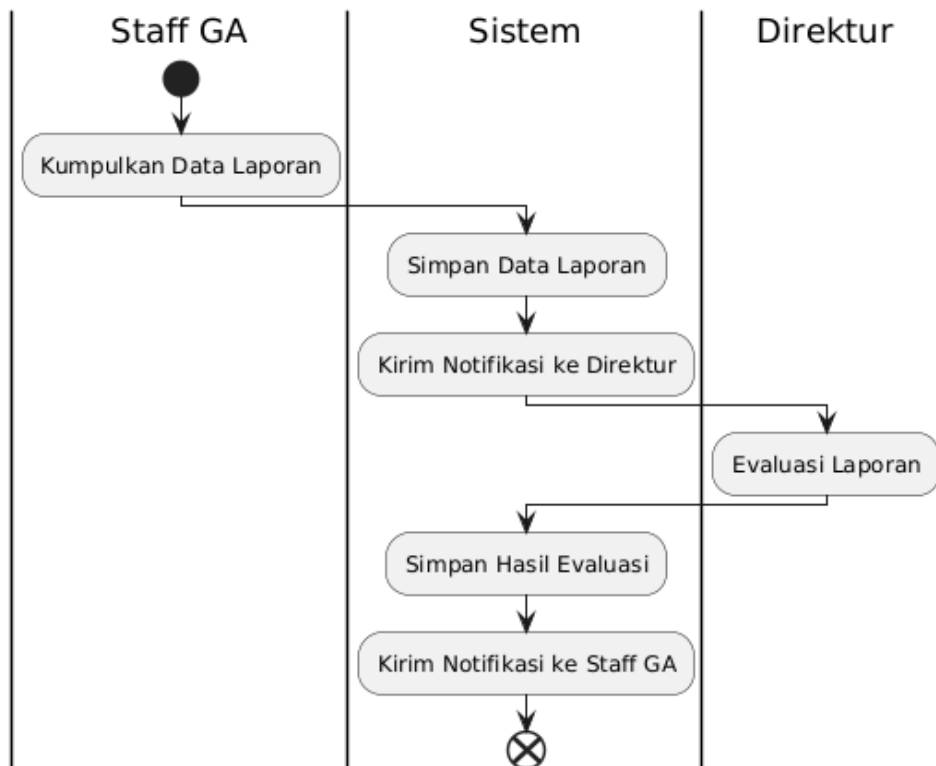 Staff GA
Sistem
Direktur
Kumpulkan Data Laporan
Simpan Data Laporan
Kirim Notifikasi ke Direktur
Evaluasi Laporan
Simpan Hasil Evaluasi
Kirim Notifikasi ke Staff GA